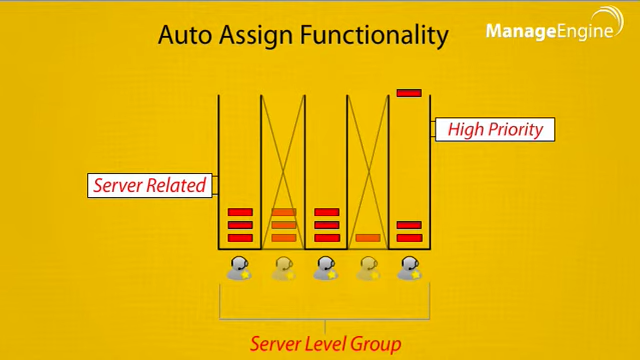 Auto Assign Functionality
ManageEngine
High Priority
Server Related
Server Level Group